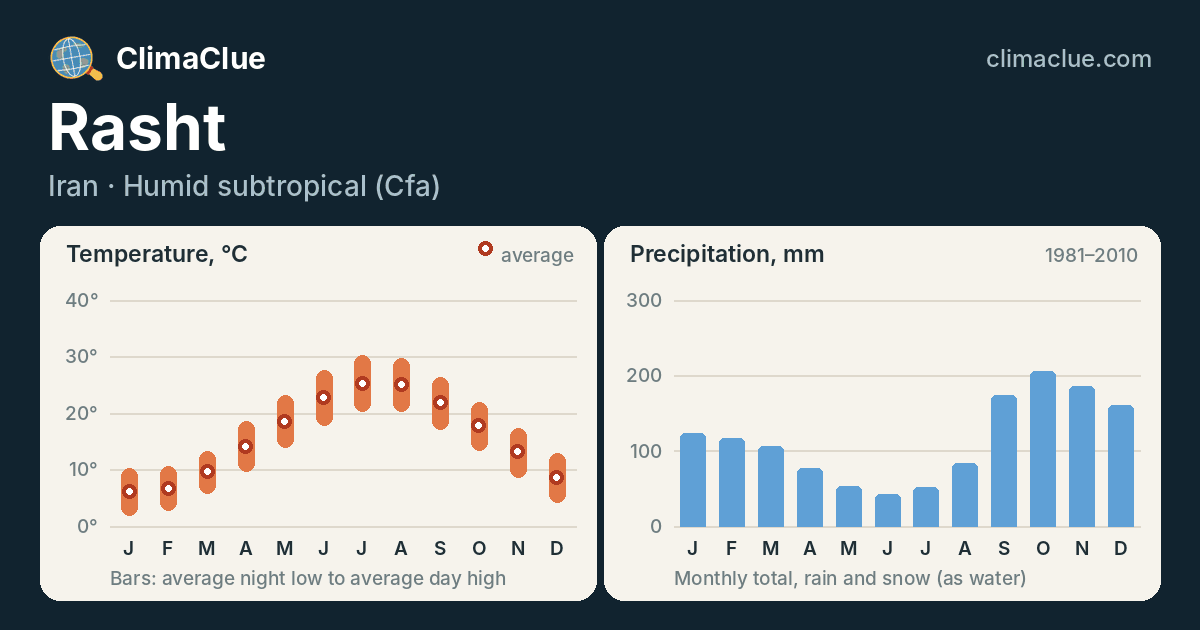 ClimaClue
climaclue.com
Rasht
Iran · Humid subtropical (Cfa)
Temperature, °C
average
40°
30°
20°
10°
0°
J F M A M J J A S O N D
Bars: average night low to average day high
Precipitation, mm
1981–2010
300
200
100
0
J F M A M J J A S O N D
Monthly total, rain and snow (as water)